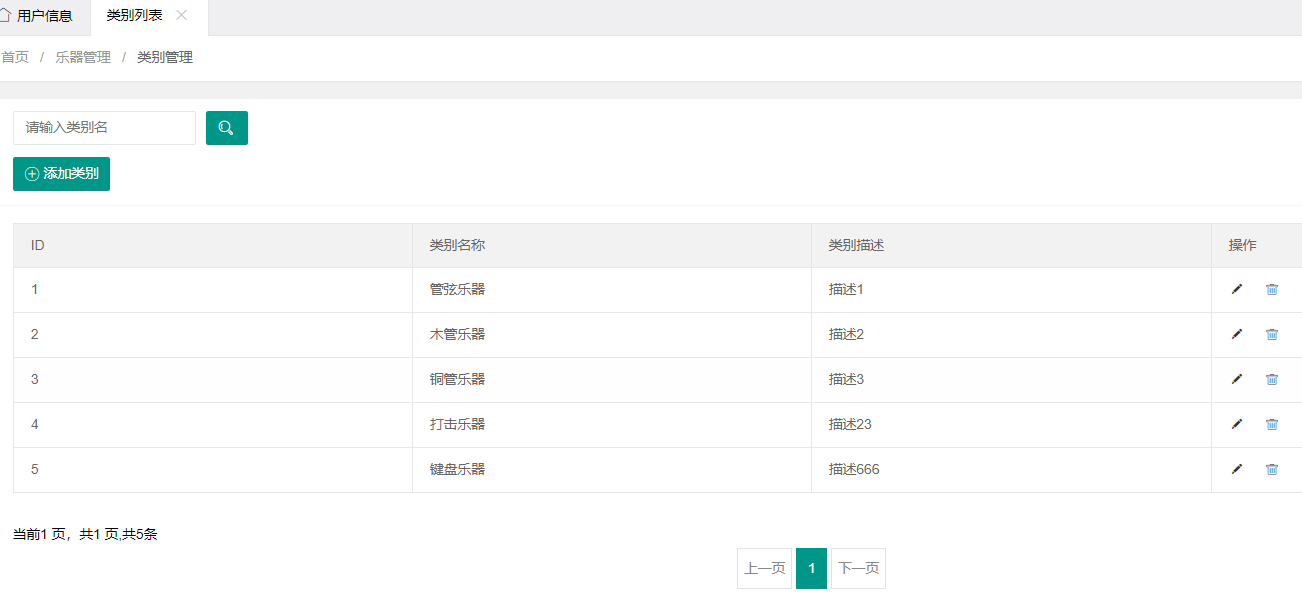 用户信息 类别列表
首页 / 乐器管理 / 类别管理
请输入类别名
添加类别
ID 类别名称 类别描述 操作
1 管弦乐器 描述1
2 木管乐器 描述2
3 铜管乐器 描述3
4 打击乐器 描述23
5 键盘乐器 描述666
当前1 页，共1 页,共5条
上一页 1 下一页